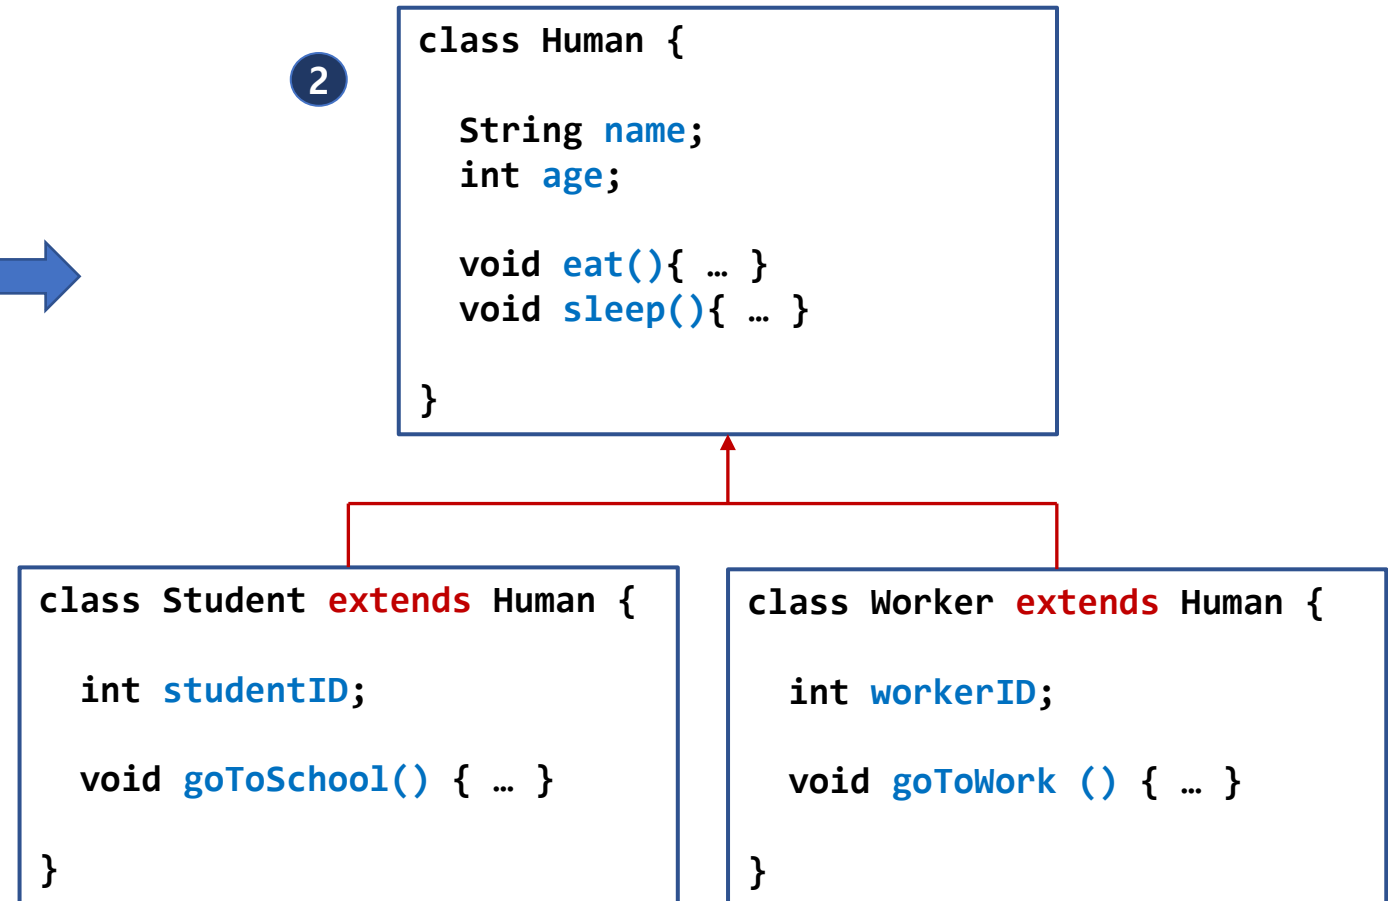 2
class Human {
String name;
int age;
void eat(){ … }
void sleep(){ … }
}
class Student extends Human {
int studentID;
void goToSchool() { … }
}
class Worker extends Human {
int workerID;
void goToWork () { … }
}